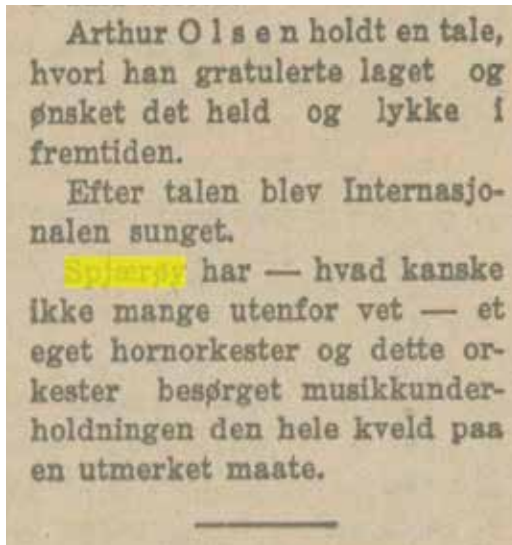 Arthur Olsen holdt en tale,
hvori han gratulerte laget og
ønsket det held og lykke i
fremtiden.
Efter talen blev Internasjo-
nalen sunget.
Spjærøy har — hvad kanske
ikke mange utenfor vet — et
eget hornorkester og dette or-
kester besørget musikkunder-
holdningen den hele kveld paa
en utmerket maate.